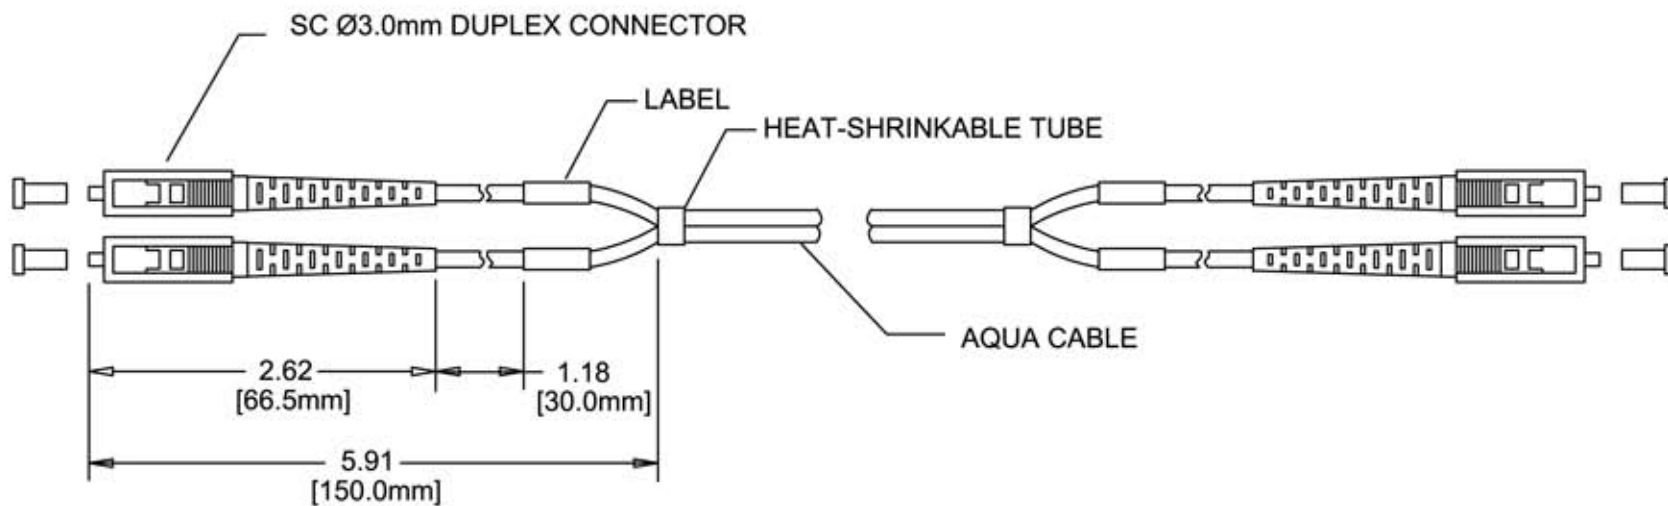 SC Ø3.0mm DUPLEX CONNECTOR
LABEL
HEAT-SHRINKABLE TUBE
AQUA CABLE
2.62
[66.5mm]
1.18
[30.0mm]
5.91
[150.0mm]